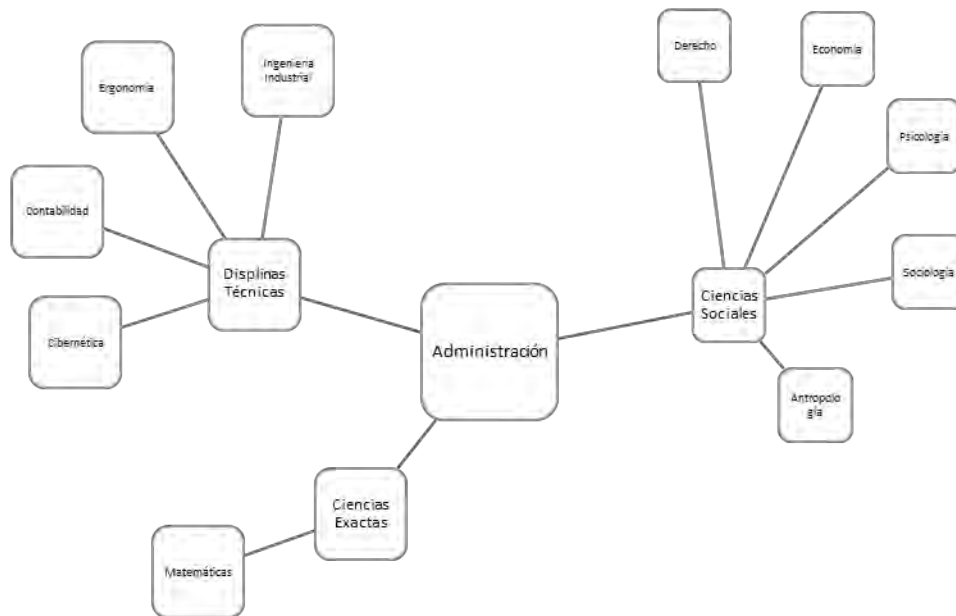 Ergonomía
Ingeniería
Industrial
Contabilidad
Cibernética
Displinas
Técnicas
Administración
Ciencias
Exactas
Matemáticas
Derecho
Economía
Psicología
Sociología
Ciencias
Sociales
Antropolo
gía